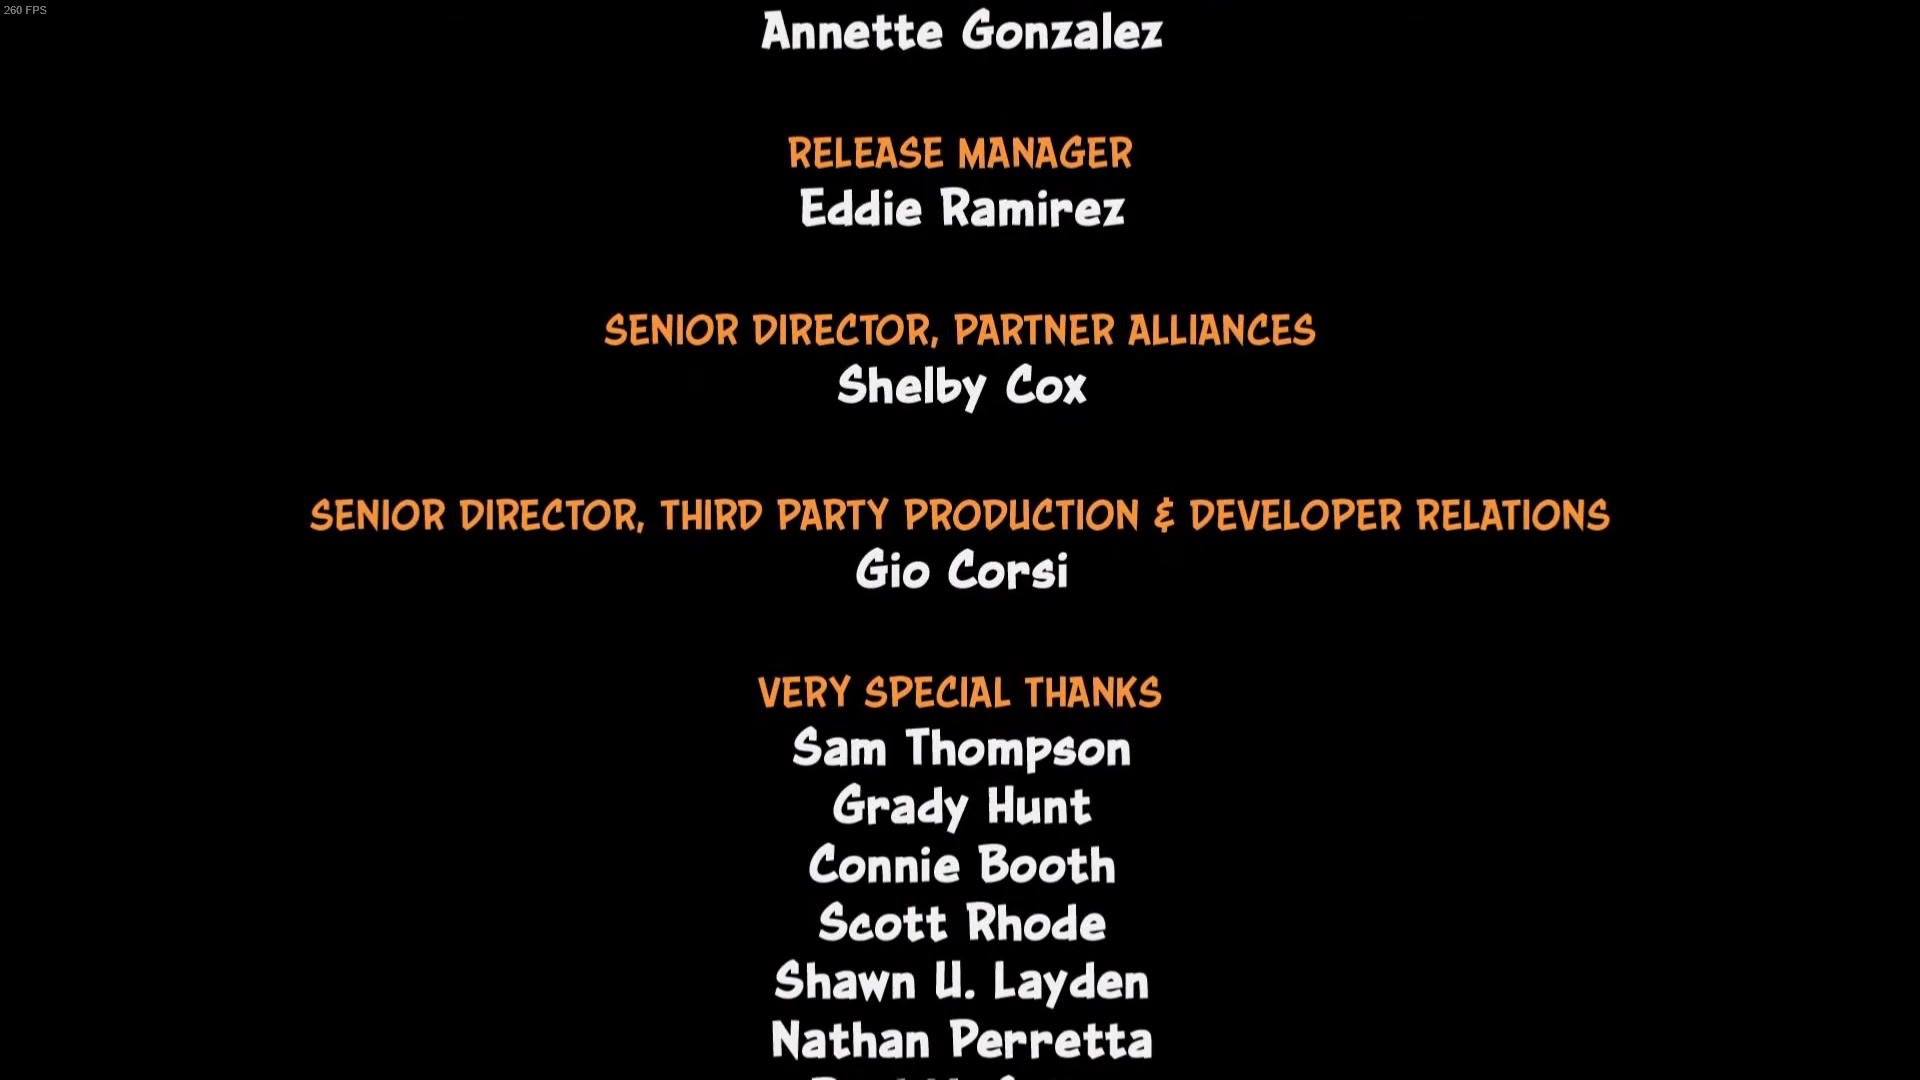 260 FPS
Annette Gonzalez
RELEASE MANAGER
Eddie Ramirez
SENIOR DIRECTOR, PARTNER ALLIANCES
Shelby Cox
SENIOR DIRECTOR, THIRD PARTY PRODUCTION & DEVELOPER RELATIONS
Gio Corsi
VERY SPECIAL THANKS
Sam Thompson
Grady Hunt
Connie Booth
Scott Rhode
Shawn U. Layden
Nathan Perretta